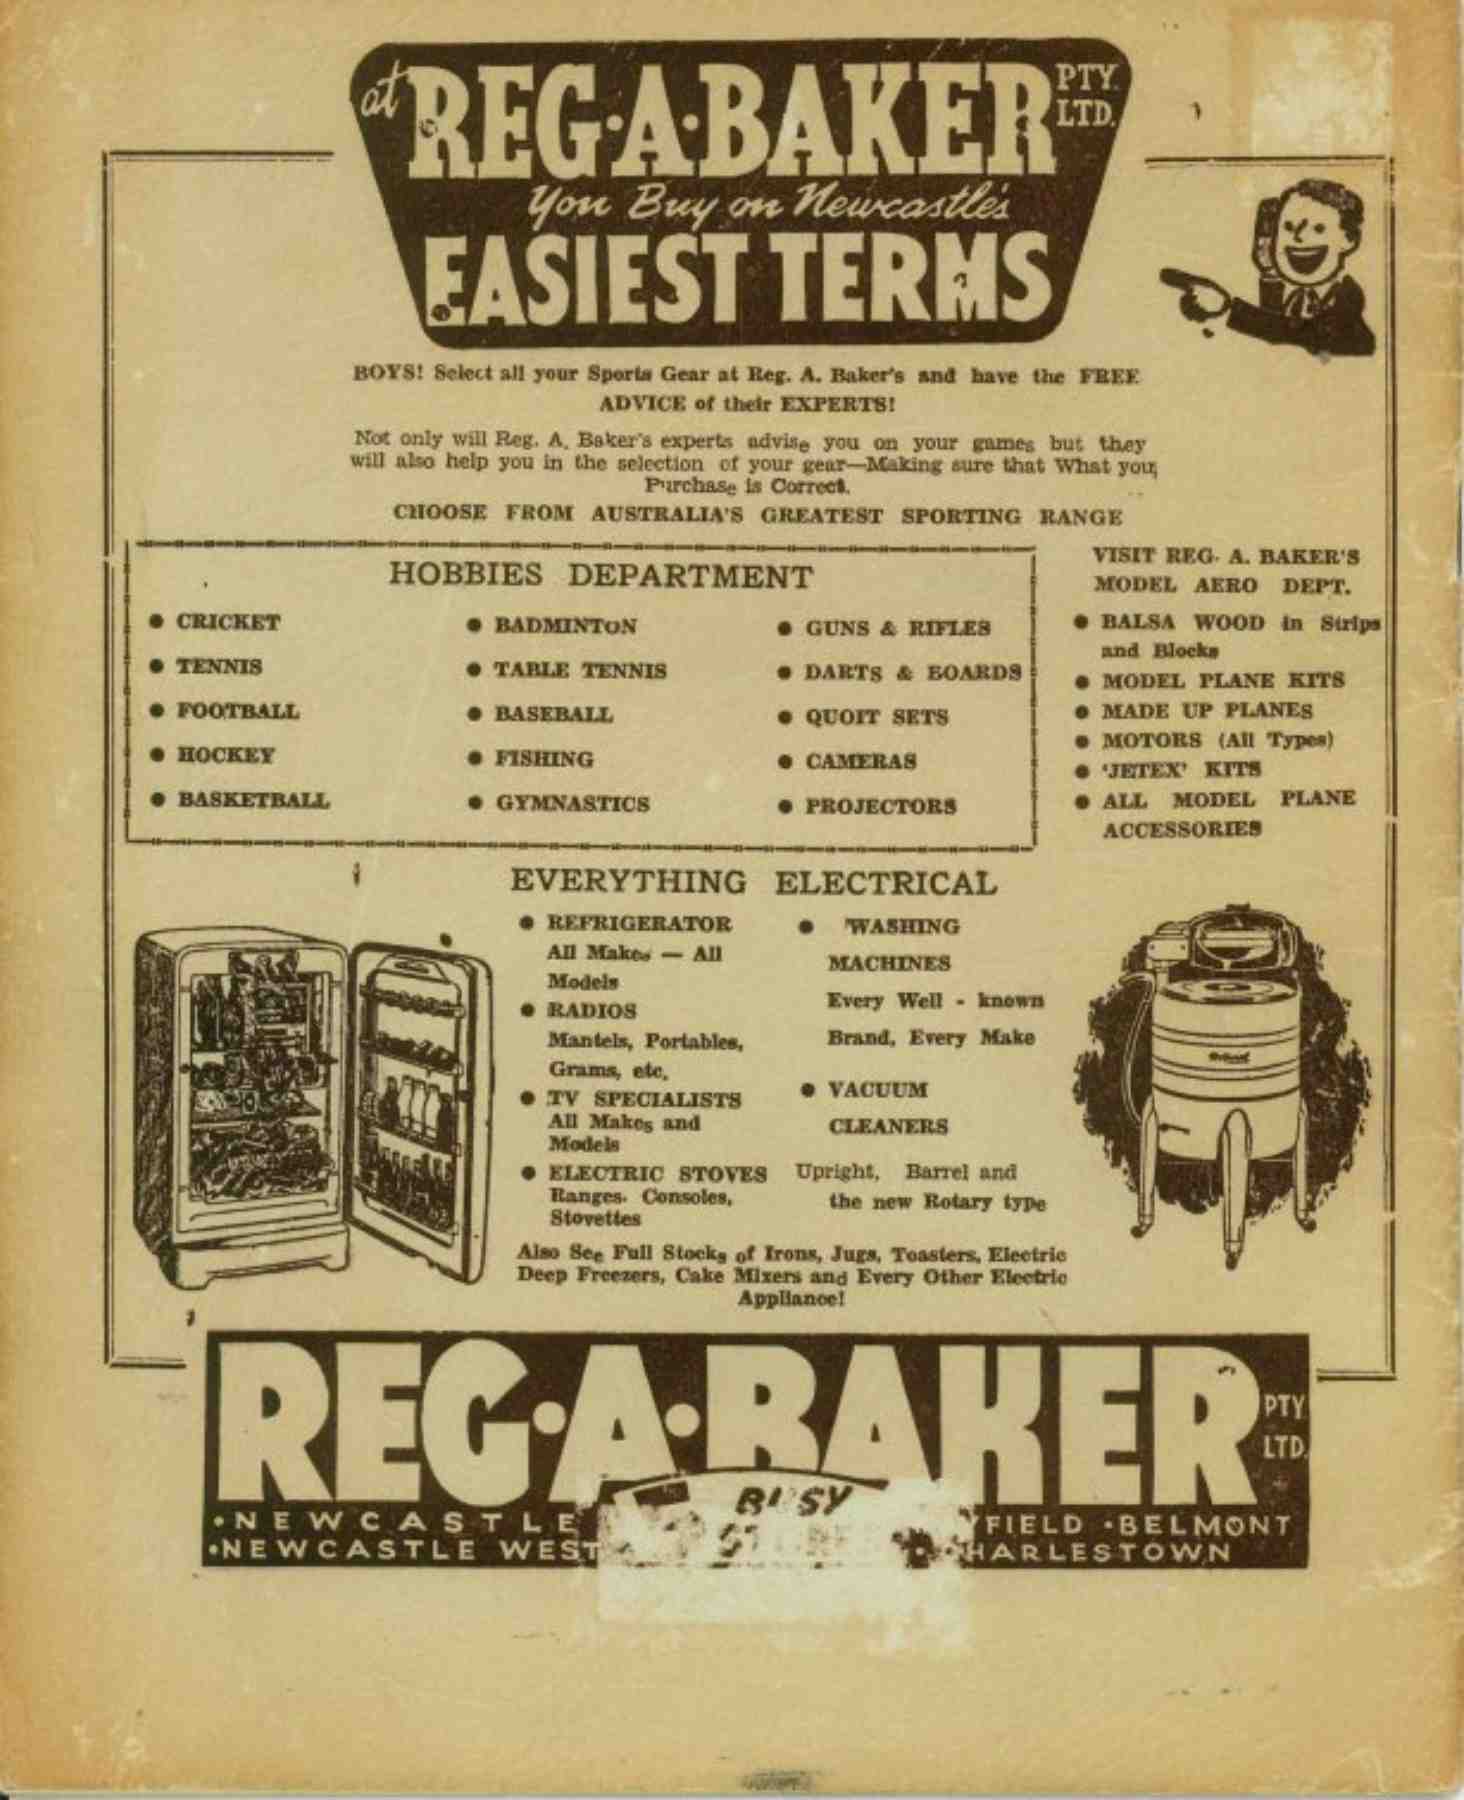 at REG·A·BAKER PTY. LTD.
You Buy on Newcastle's
EASIEST TERMS
BOYS! Select all your Sports Gear at Reg. A. Baker's and have the FREE
ADVICE of their EXPERTS!
Not only will Reg. A. Baker's experts advise you on your games but they
will also help you in the selection of your gear—Making sure that What you
Purchase is Correct.
CHOOSE FROM AUSTRALIA'S GREATEST SPORTING RANGE
HOBBIES DEPARTMENT
● CRICKET
● TENNIS
● FOOTBALL
● HOCKEY
● BASKETBALL
● BADMINTON
● TABLE TENNIS
● BASEBALL
● FISHING
● GYMNASTICS
● GUNS & RIFLES
● DARTS & BOARDS
● QUOIT SETS
● CAMERAS
● PROJECTORS
VISIT REG. A. BAKER'S
MODEL AERO DEPT.
● BALSA WOOD in Strips
and Blocks
● MODEL PLANE KITS
● MADE UP PLANES
● MOTORS (All Types)
● 'JETEX' KITS
● ALL MODEL PLANE
ACCESSORIES
EVERYTHING ELECTRICAL
● REFRIGERATOR
All Makes — All
Models
● RADIOS
Mantels, Portables,
Grams, etc.
● TV SPECIALISTS
All Makes and
Models
● ELECTRIC STOVES
Ranges. Consoles,
Stovettes
● WASHING
MACHINES
Every Well - known
Brand, Every Make
● VACUUM
CLEANERS
Upright, Barrel and
the new Rotary type
Also See Full Stocks of Irons, Jugs, Toasters, Electric
Deep Freezers, Cake Mixers and Every Other Electric
Appliance!
REG·A·BAKER PTY. LTD.
BUSY
·NEWCASTLE YFIELD ·BELMONT
·NEWCASTLE WEST HARLESTOWN